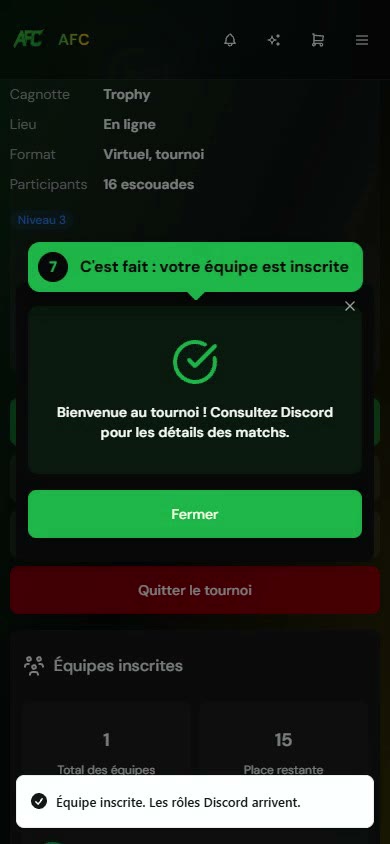 AFC AFC
Cagnotte Trophy
Lieu En ligne
Format Virtuel, tournoi
Participants 16 escouades
Niveau 3
7 C'est fait : votre équipe est inscrite
Bienvenue au tournoi ! Consultez Discord
pour les détails des matchs.
Fermer
Quitter le tournoi
Équipes inscrites
1 15
Total des équipes Place restante
Équipe inscrite. Les rôles Discord arrivent.